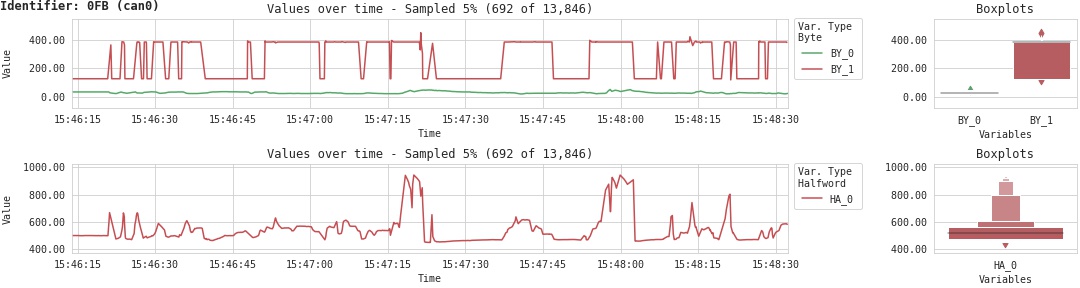 Identifier: 0FB (can0)
Values over time - Sampled 5% (692 of 13,846)
Value
400.00
200.00
0.00
15:46:15 15:46:30 15:46:45 15:47:00 15:47:15 15:47:30 15:47:45 15:48:00 15:48:15 15:48:30
Time
Var. Type
Byte
BY_0
BY_1
Boxplots
400.00
200.00
0.00
BY_0 BY_1
Variables
Values over time - Sampled 5% (692 of 13,846)
Value
1000.00
800.00
600.00
400.00
15:46:15 15:46:30 15:46:45 15:47:00 15:47:15 15:47:30 15:47:45 15:48:00 15:48:15 15:48:30
Time
Var. Type
Halfword
HA_0
Boxplots
1000.00
800.00
600.00
400.00
HA_0
Variables